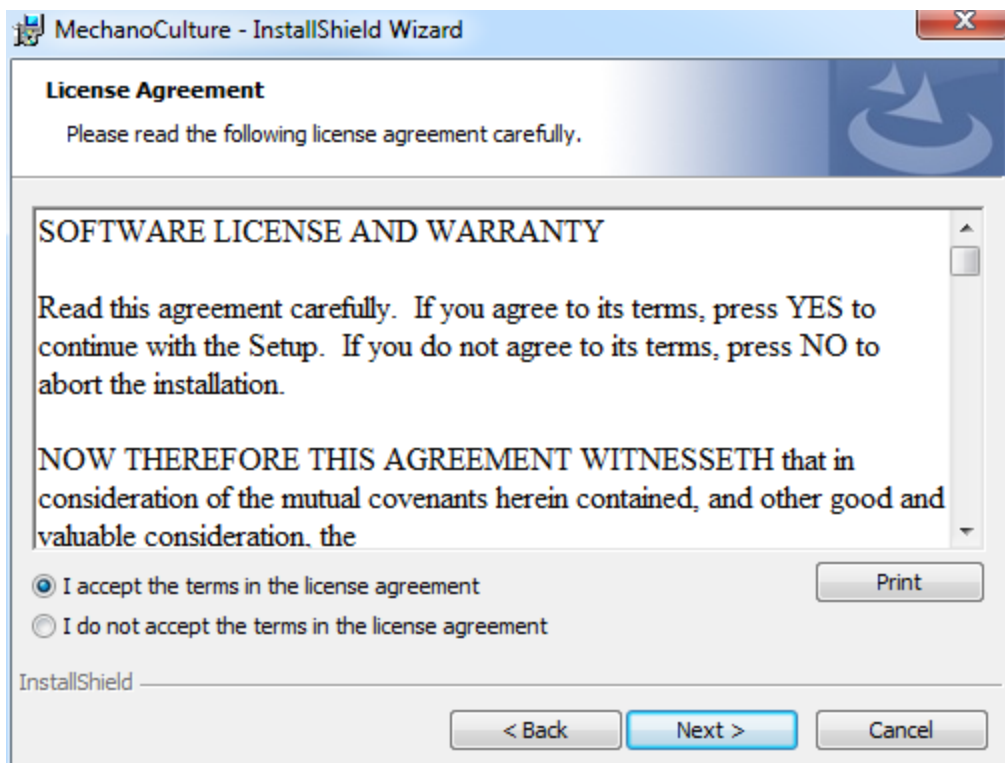 MechanoCulture - InstallShield Wizard
License Agreement
Please read the following license agreement carefully.
SOFTWARE LICENSE AND WARRANTY
Read this agreement carefully.  If you agree to its terms, press YES to
continue with the Setup.  If you do not agree to its terms, press NO to
abort the installation.
NOW THEREFORE THIS AGREEMENT WITNESSETH that in
consideration of the mutual covenants herein contained, and other good and
valuable consideration, the
I accept the terms in the license agreement
Print
I do not accept the terms in the license agreement
InstallShield
< Back
Next >
Cancel